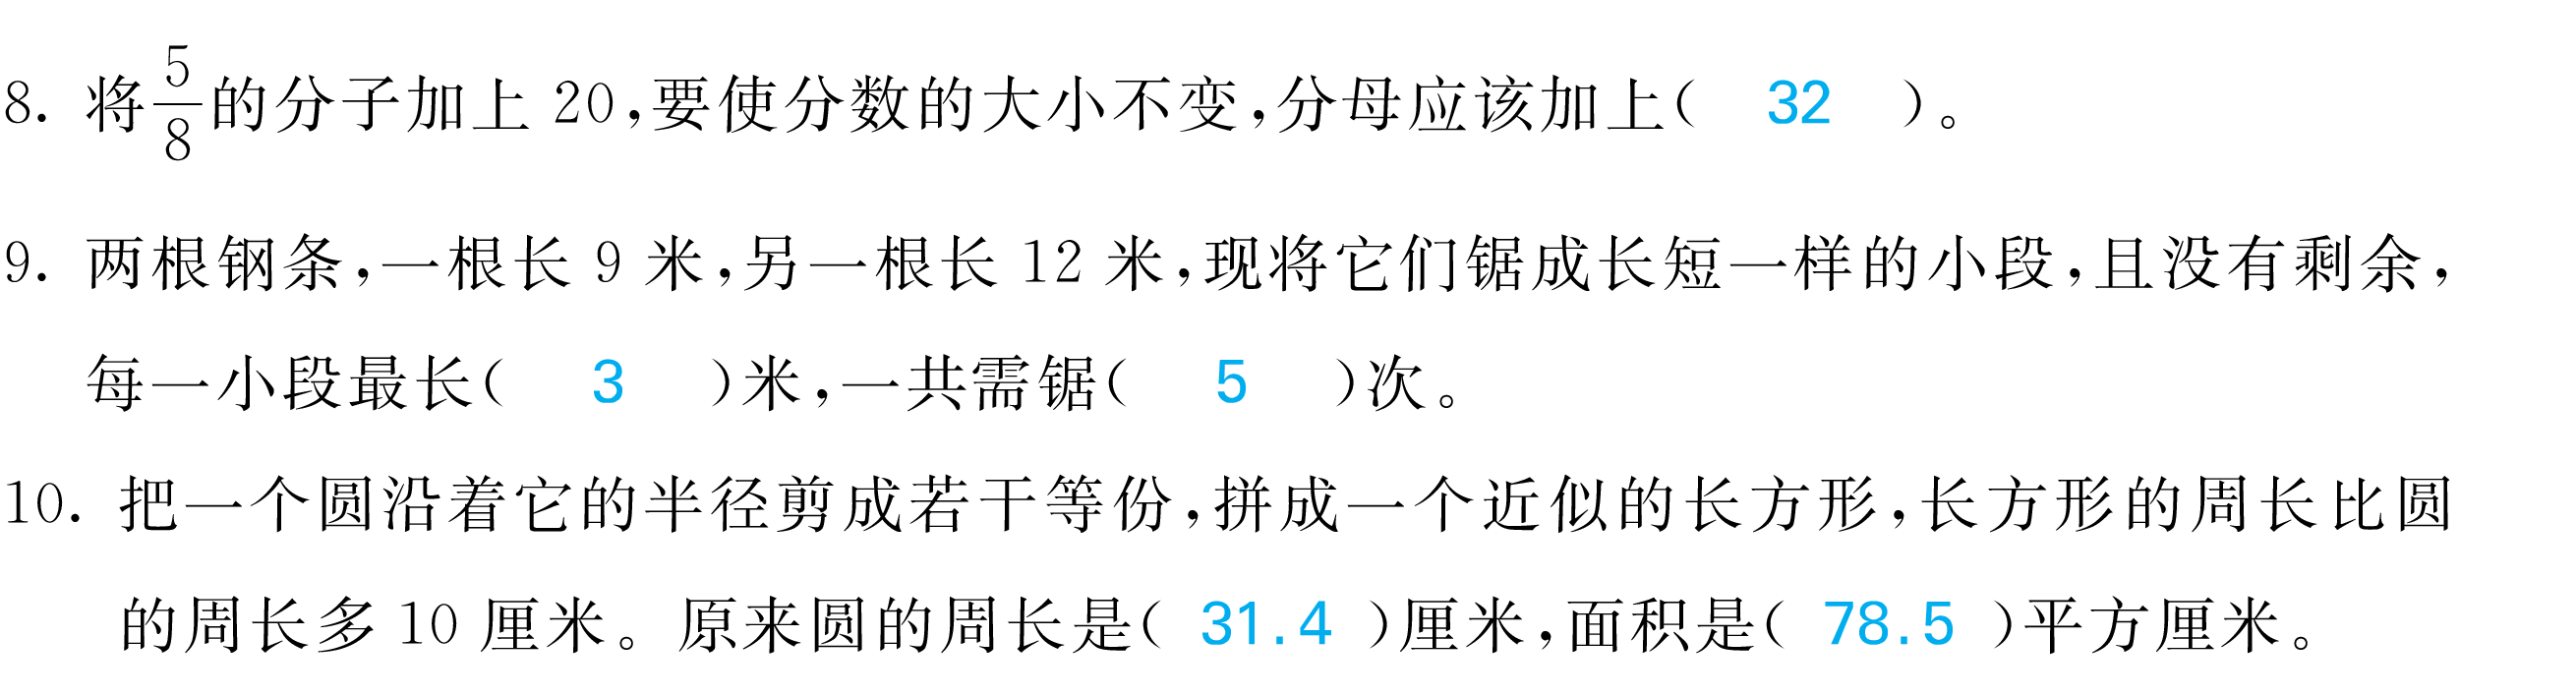 8. 将5/8的分子加上 20,要使分数的大小不变,分母应该加上( 32 )。
9. 两根钢条,一根长 9 米,另一根长 12 米,现将它们锯成长短一样的小段,且没有剩余,
每一小段最长( 3 )米,一共需锯( 5 )次。
10. 把一个圆沿着它的半径剪成若干等份,拼成一个近似的长方形,长方形的周长比圆
的周长多 10 厘米。原来圆的周长是( 31.4 )厘米,面积是( 78.5 )平方厘米。